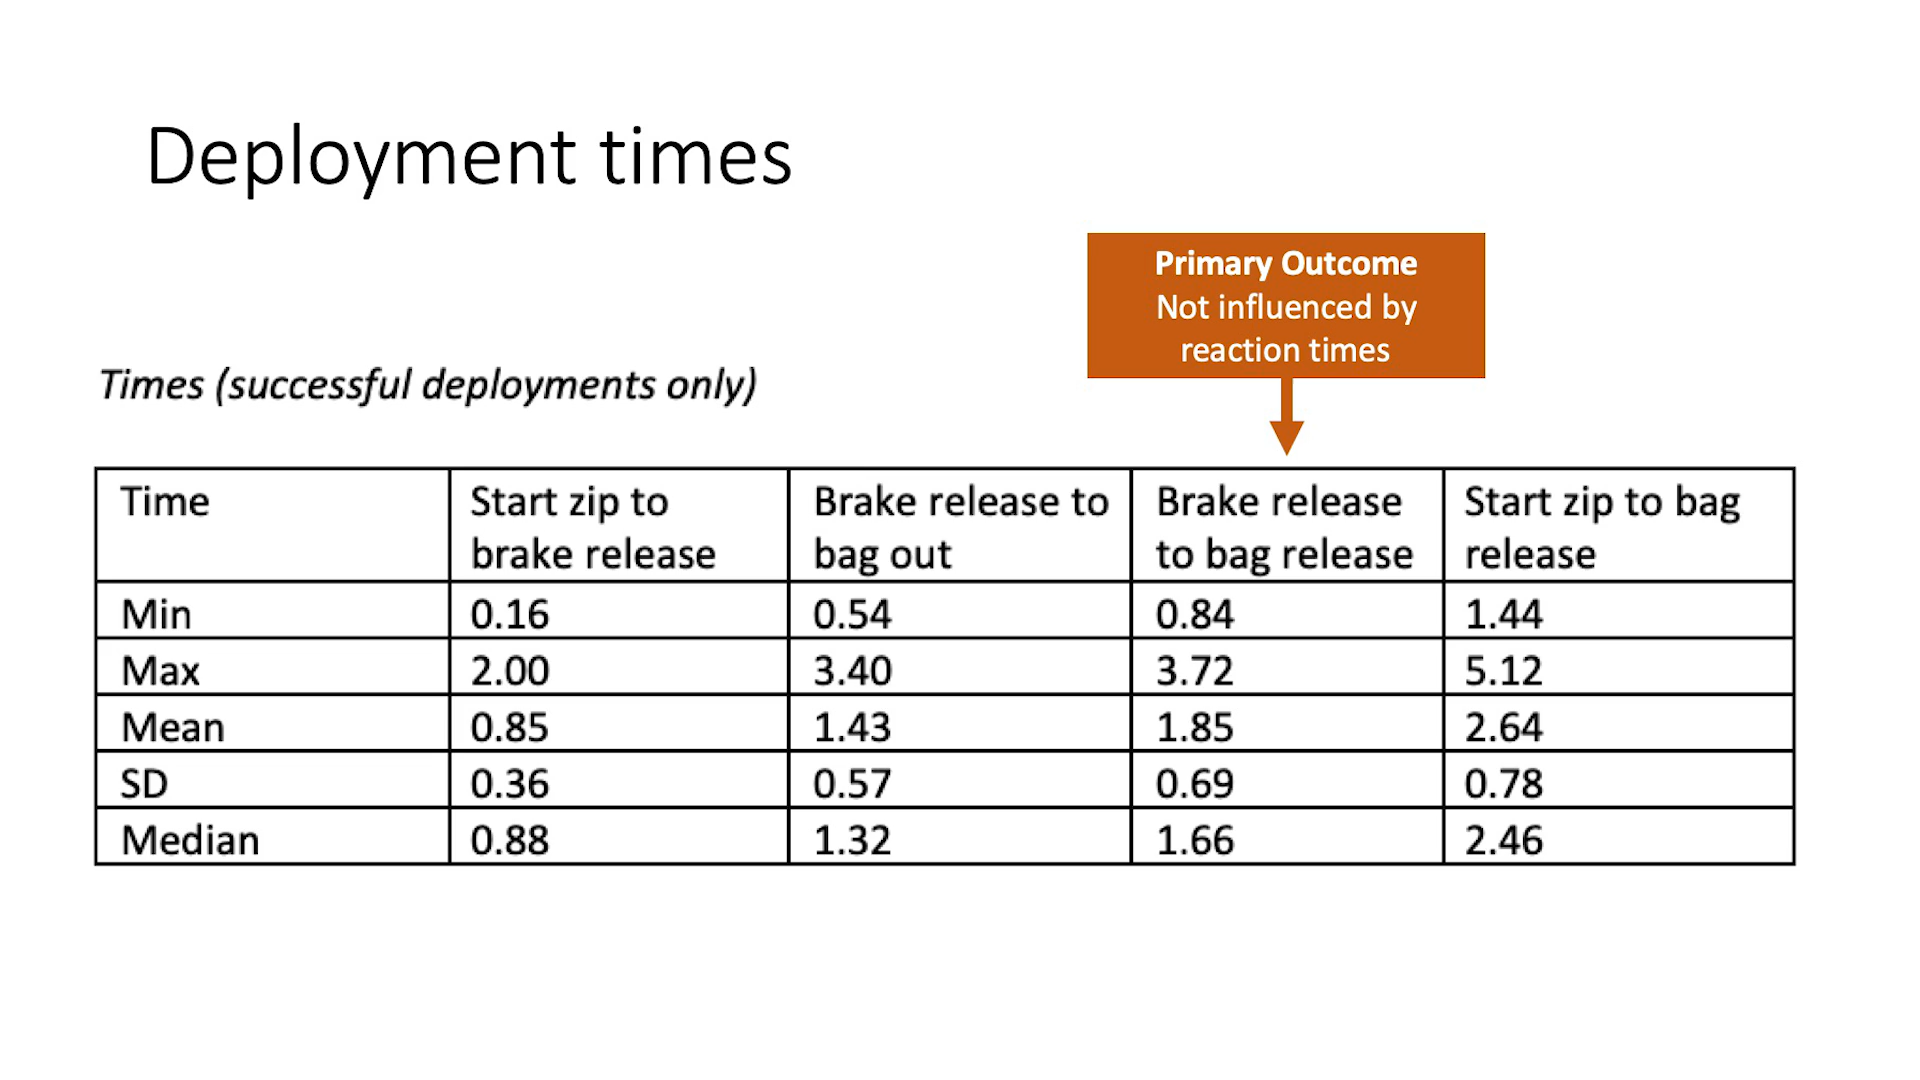 Deployment times
Primary Outcome
Not influenced by
reaction times
Times (successful deployments only)
Time | Start zip to brake release | Brake release to bag out | Brake release to bag release | Start zip to bag release
Min | 0.16 | 0.54 | 0.84 | 1.44
Max | 2.00 | 3.40 | 3.72 | 5.12
Mean | 0.85 | 1.43 | 1.85 | 2.64
SD | 0.36 | 0.57 | 0.69 | 0.78
Median | 0.88 | 1.32 | 1.66 | 2.46